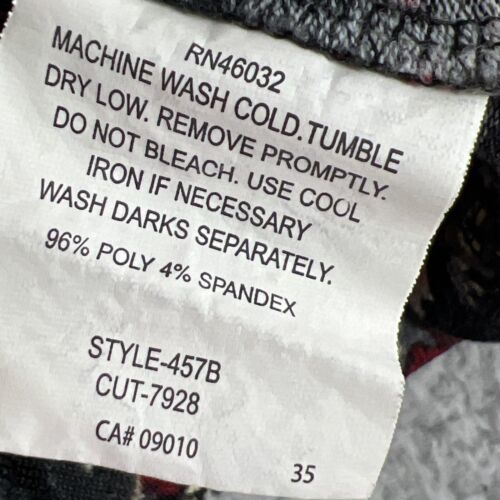 RN46032
MACHINE WASH COLD.TUMBLE
DRY LOW. REMOVE PROMPTLY.
DO NOT BLEACH. USE COOL
IRON IF NECESSARY
WASH DARKS SEPARATELY.
96% POLY 4% SPANDEX
STYLE-457B
CUT-7928
CA# 09010
35